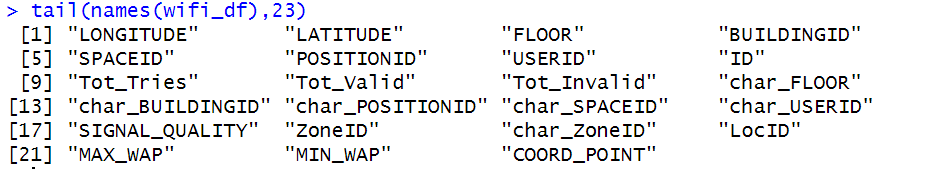 > tail(names(wifi_df),23)
 [1] "LONGITUDE"       "LATITUDE"        "FLOOR"           "BUILDINGID"
 [5] "SPACEID"         "POSITIONID"      "USERID"          "ID"
 [9] "Tot_Tries"       "Tot_Valid"       "Tot_Invalid"     "char_FLOOR"
[13] "char_BUILDINGID" "char_POSITIONID" "char_SPACEID"    "char_USERID"
[17] "SIGNAL_QUALITY"  "ZoneID"          "char_ZoneID"     "LocID"
[21] "MAX_WAP"         "MIN_WAP"         "COORD_POINT"